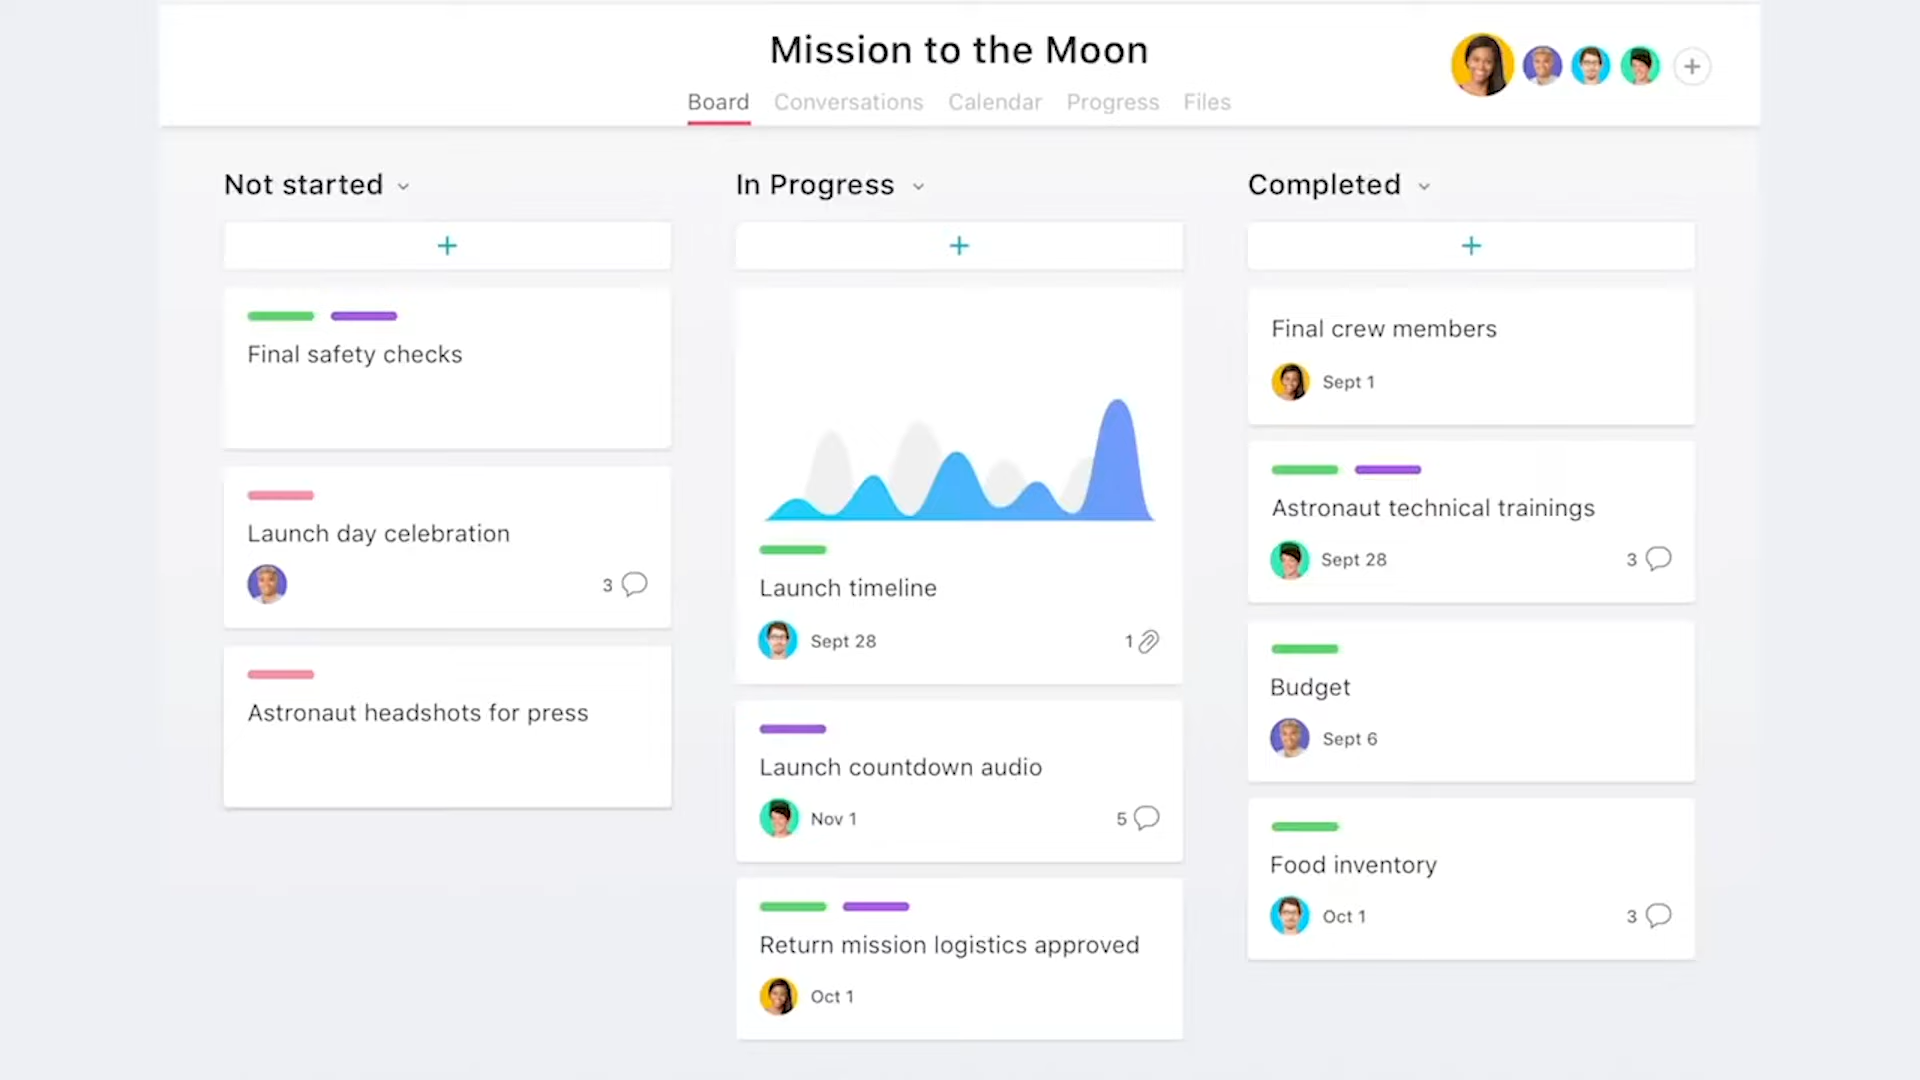 Mission to the Moon
Board Conversations Calendar Progress Files
Not started
Final safety checks
Launch day celebration
3
Astronaut headshots for press
In Progress
Launch timeline
Sept 28 1
Launch countdown audio
Nov 1 5
Return mission logistics approved
Oct 1
Completed
Final crew members
Sept 1
Astronaut technical trainings
Sept 28 3
Budget
Sept 6
Food inventory
Oct 1 3